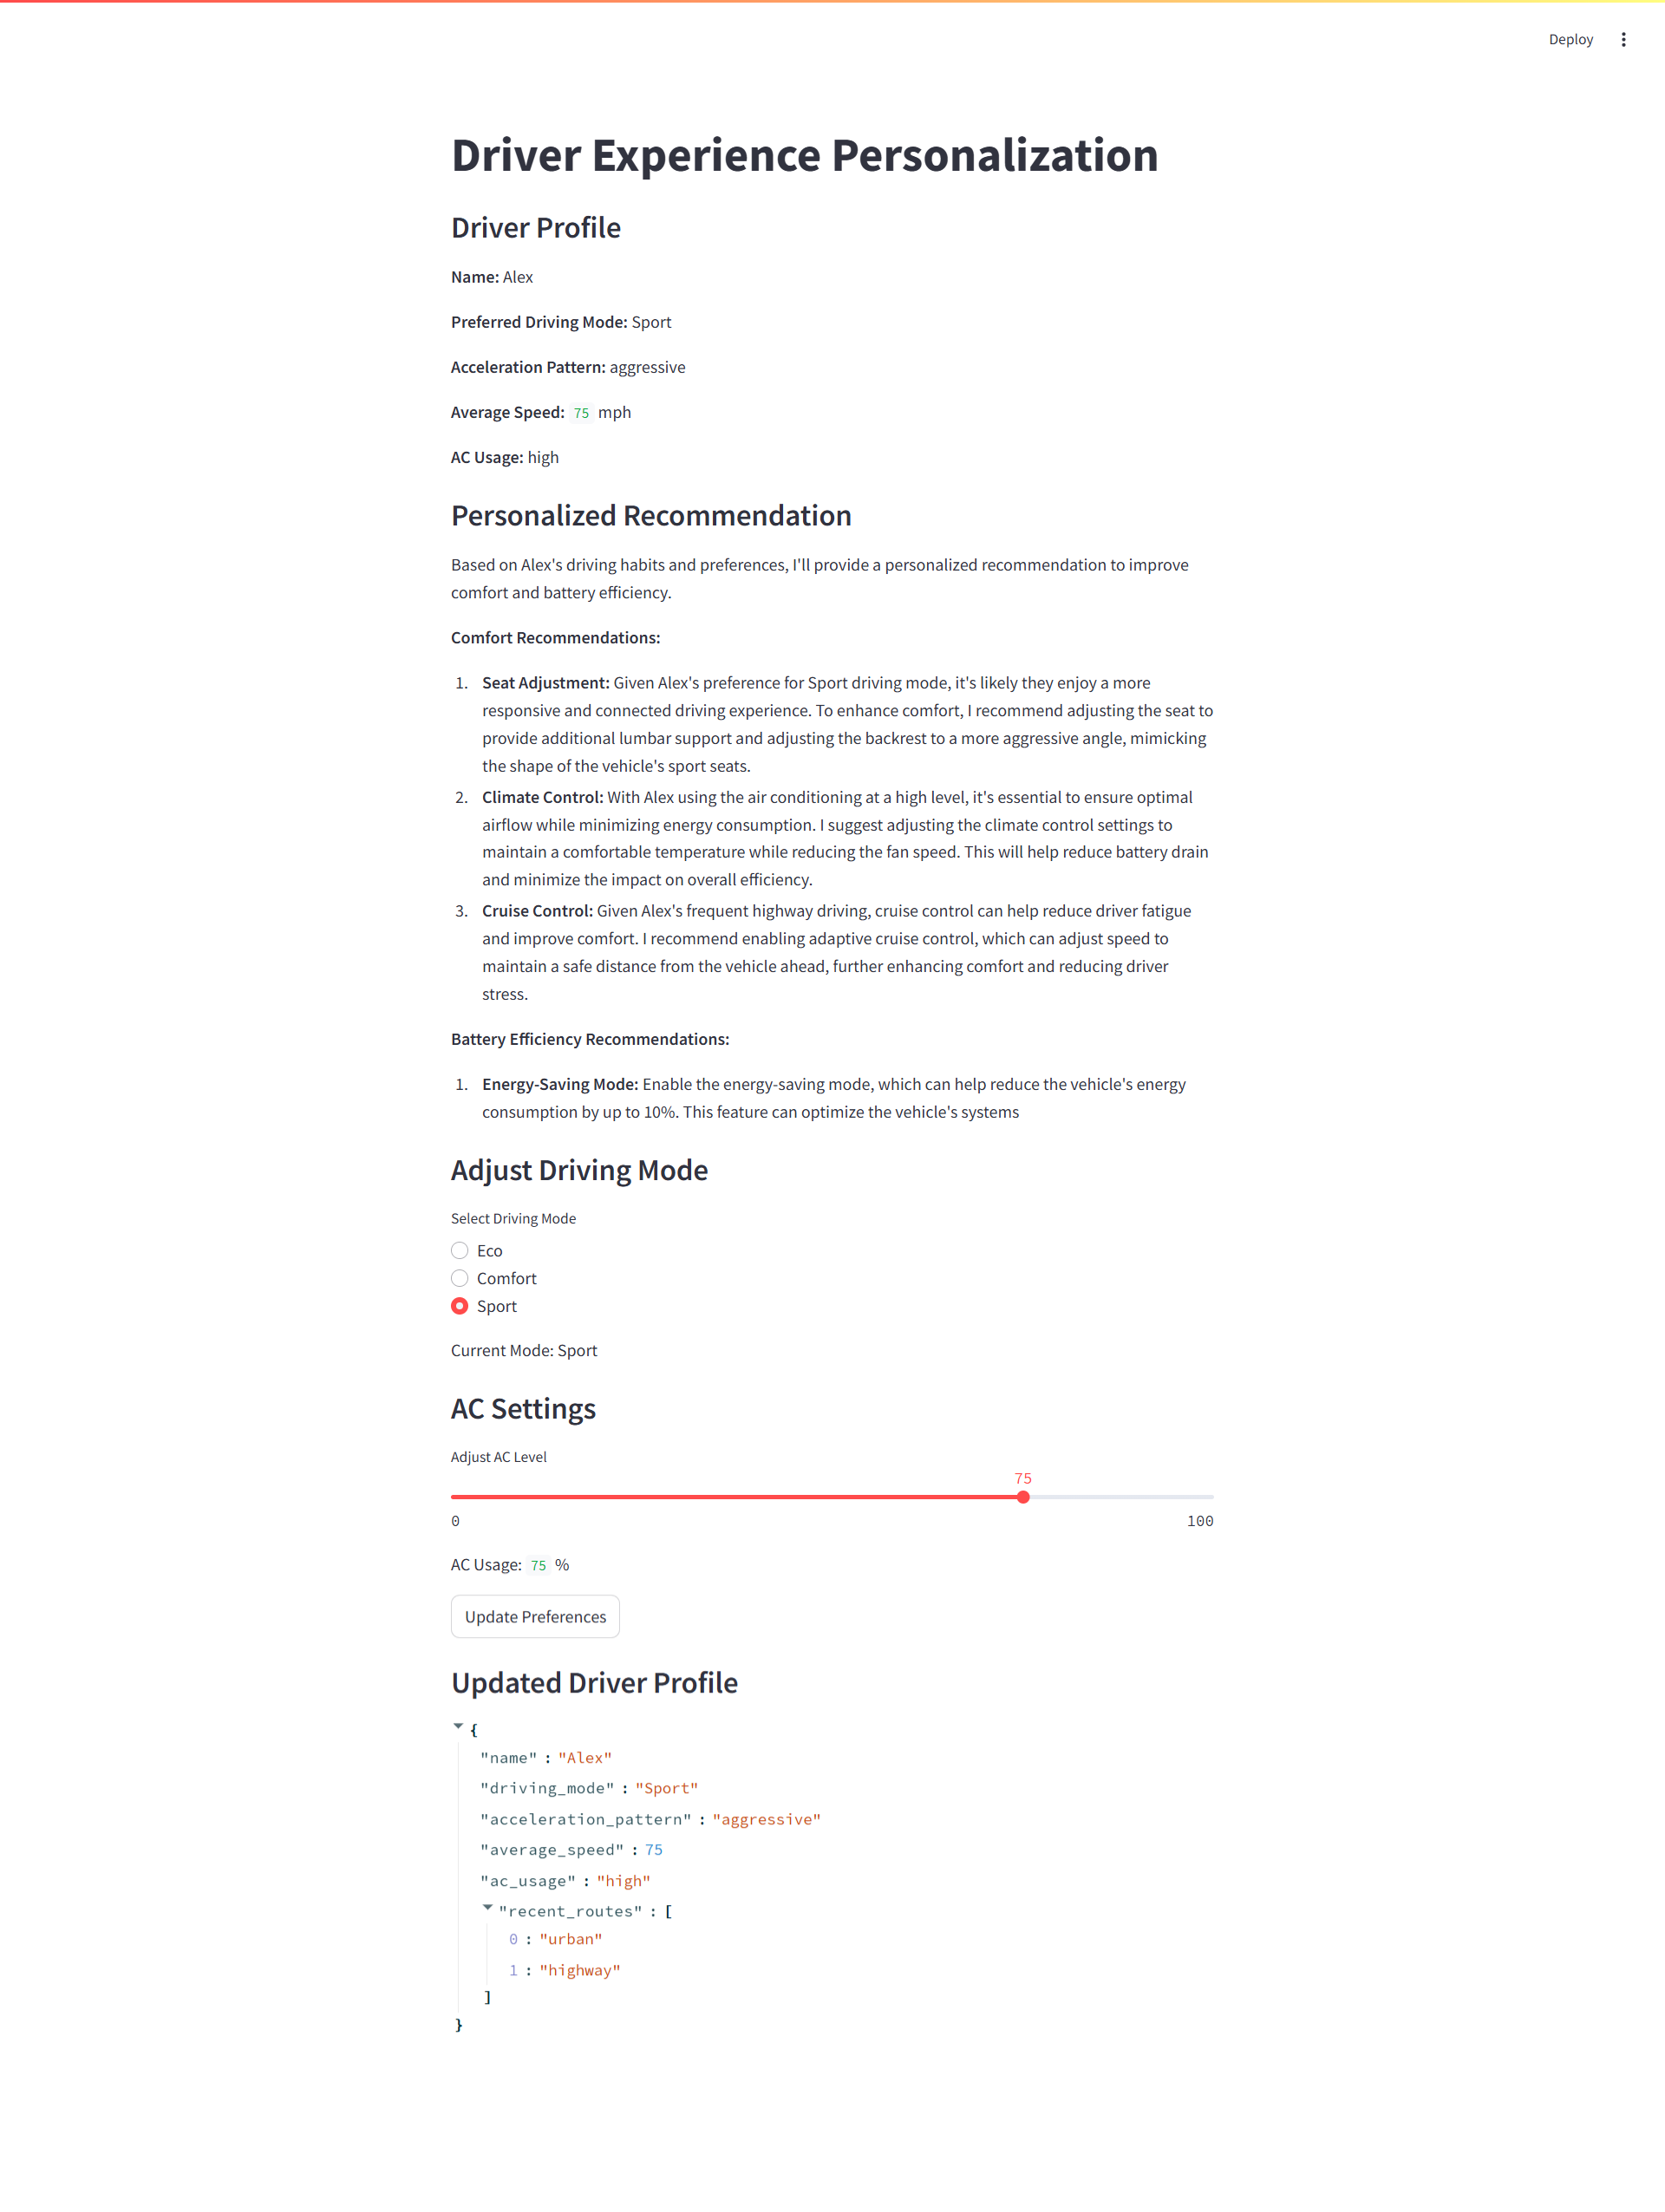 Deploy
Driver Experience Personalization
Driver Profile
Name: Alex
Preferred Driving Mode: Sport
Acceleration Pattern: aggressive
Average Speed: 75 mph
AC Usage: high
Personalized Recommendation
Based on Alex's driving habits and preferences, I'll provide a personalized recommendation to improve
comfort and battery efficiency.
Comfort Recommendations:
1. Seat Adjustment: Given Alex's preference for Sport driving mode, it's likely they enjoy a more
responsive and connected driving experience. To enhance comfort, I recommend adjusting the seat to
provide additional lumbar support and adjusting the backrest to a more aggressive angle, mimicking
the shape of the vehicle's sport seats.
2. Climate Control: With Alex using the air conditioning at a high level, it's essential to ensure optimal
airflow while minimizing energy consumption. I suggest adjusting the climate control settings to
maintain a comfortable temperature while reducing the fan speed. This will help reduce battery drain
and minimize the impact on overall efficiency.
3. Cruise Control: Given Alex's frequent highway driving, cruise control can help reduce driver fatigue
and improve comfort. I recommend enabling adaptive cruise control, which can adjust speed to
maintain a safe distance from the vehicle ahead, further enhancing comfort and reducing driver
stress.
Battery Efficiency Recommendations:
1. Energy-Saving Mode: Enable the energy-saving mode, which can help reduce the vehicle's energy
consumption by up to 10%. This feature can optimize the vehicle's systems
Adjust Driving Mode
Select Driving Mode
Eco
Comfort
Sport
Current Mode: Sport
AC Settings
Adjust AC Level
75
0 100
AC Usage: 75 %
Update Preferences
Updated Driver Profile
{
"name" : "Alex"
"driving_mode" : "Sport"
"acceleration_pattern" : "aggressive"
"average_speed" : 75
"ac_usage" : "high"
"recent_routes" : [
0 : "urban"
1 : "highway"
]
}